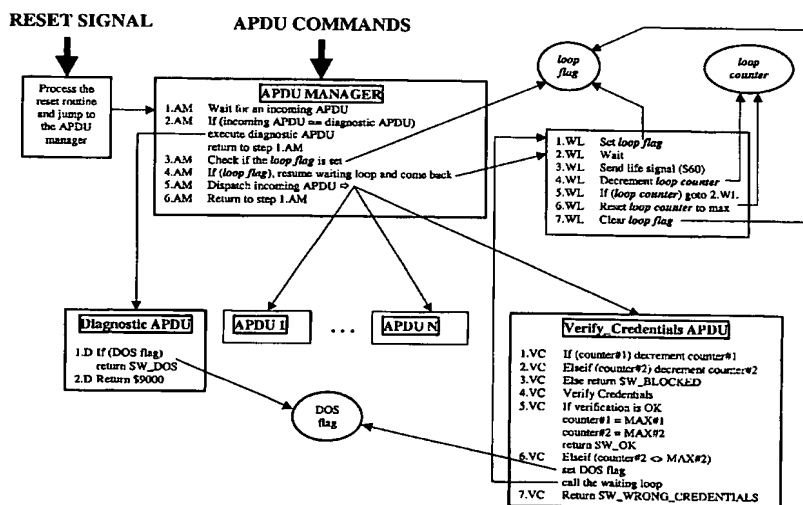 RESET SIGNAL
APDU COMMANDS
Process the
reset routine
and jump to
the APDU
manager
APDU MANAGER
1.AM Wait for an incoming APDU
2.AM If (incoming APDU == diagnostic APDU)
execute diagnostic APDU
return to step 1.AM
3.AM Check if the loop flag is set
4.AM If (loop flag), resume waiting loop and come back
5.AM Dispatch incoming APDU ⇨
6.AM Return to step 1.AM
loop
flag
loop
counter
1.WL Set loop flag
2.WL Wait
3.WL Send life signal ($60)
4.WL Decrement loop counter
5.WL If (loop counter) goto 2.WL
6.WL Reset loop counter to max
7.WL Clear loop flag
Diagnostic APDU
1.D If (DOS flag)
return SW_DOS
2.D Return $9000
APDU 1
...
APDU N
DOS
flag
Verify_Credentials APDU
1.VC If (counter#1) decrement counter#1
2.VC Elseif (counter#2) decrement counter#2
3.VC Else return SW_BLOCKED
4.VC Verify Credentials
5.VC If verification is OK
counter#1 = MAX#1
counter#2 = MAX#2
return SW_OK
6.VC Elseif (counter#2 <> MAX#2)
set DOS flag
call the waiting loop
7.VC Return SW_WRONG_CREDENTIALS